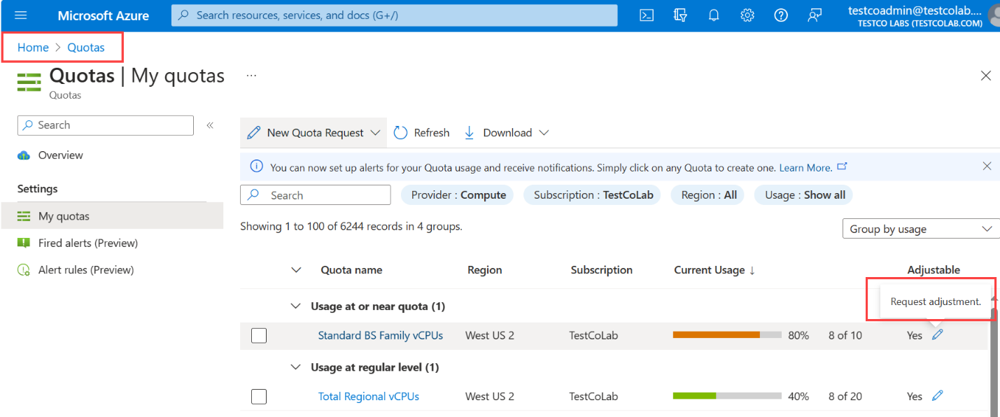 Microsoft Azure
Search resources, services, and docs (G+/)
testcoadmin@testcolab....
TESTCO LABS (TESTCOLAB.COM)
Home > Quotas
Quotas | My quotas ...
Quotas
Search «
Overview
Settings
My quotas
Fired alerts (Preview)
Alert rules (Preview)
New Quota Request Refresh Download
You can now set up alerts for your Quota usage and receive notifications. Simply click on any Quota to create one. Learn More.
Search Provider : Compute Subscription : TestCoLab Region : All Usage : Show all
Showing 1 to 100 of 6244 records in 4 groups.
Group by usage
Quota name Region Subscription Current Usage ↓ Adjustable
Request adjustment.
Usage at or near quota (1)
Standard BS Family vCPUs West US 2 TestCoLab 80% 8 of 10 Yes
Usage at regular level (1)
Total Regional vCPUs West US 2 TestCoLab 40% 8 of 20 Yes